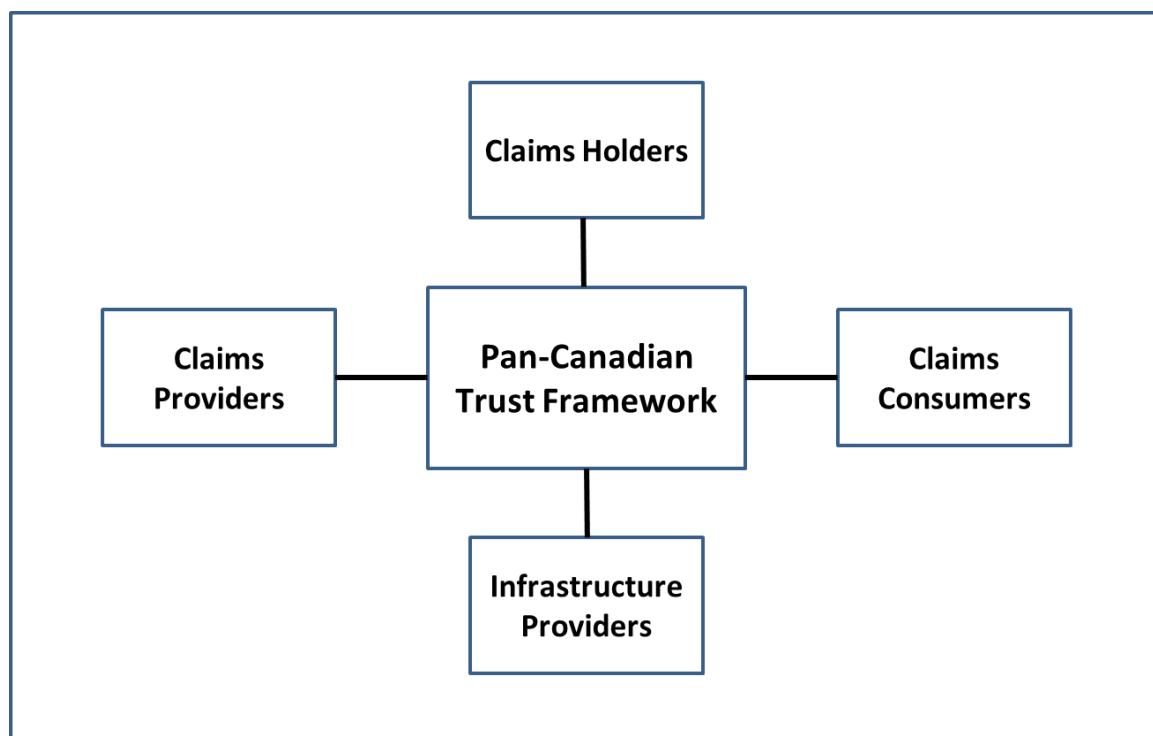 Claims Holders
Claims
Providers
Pan-Canadian
Trust Framework
Claims
Consumers
Infrastructure
Providers